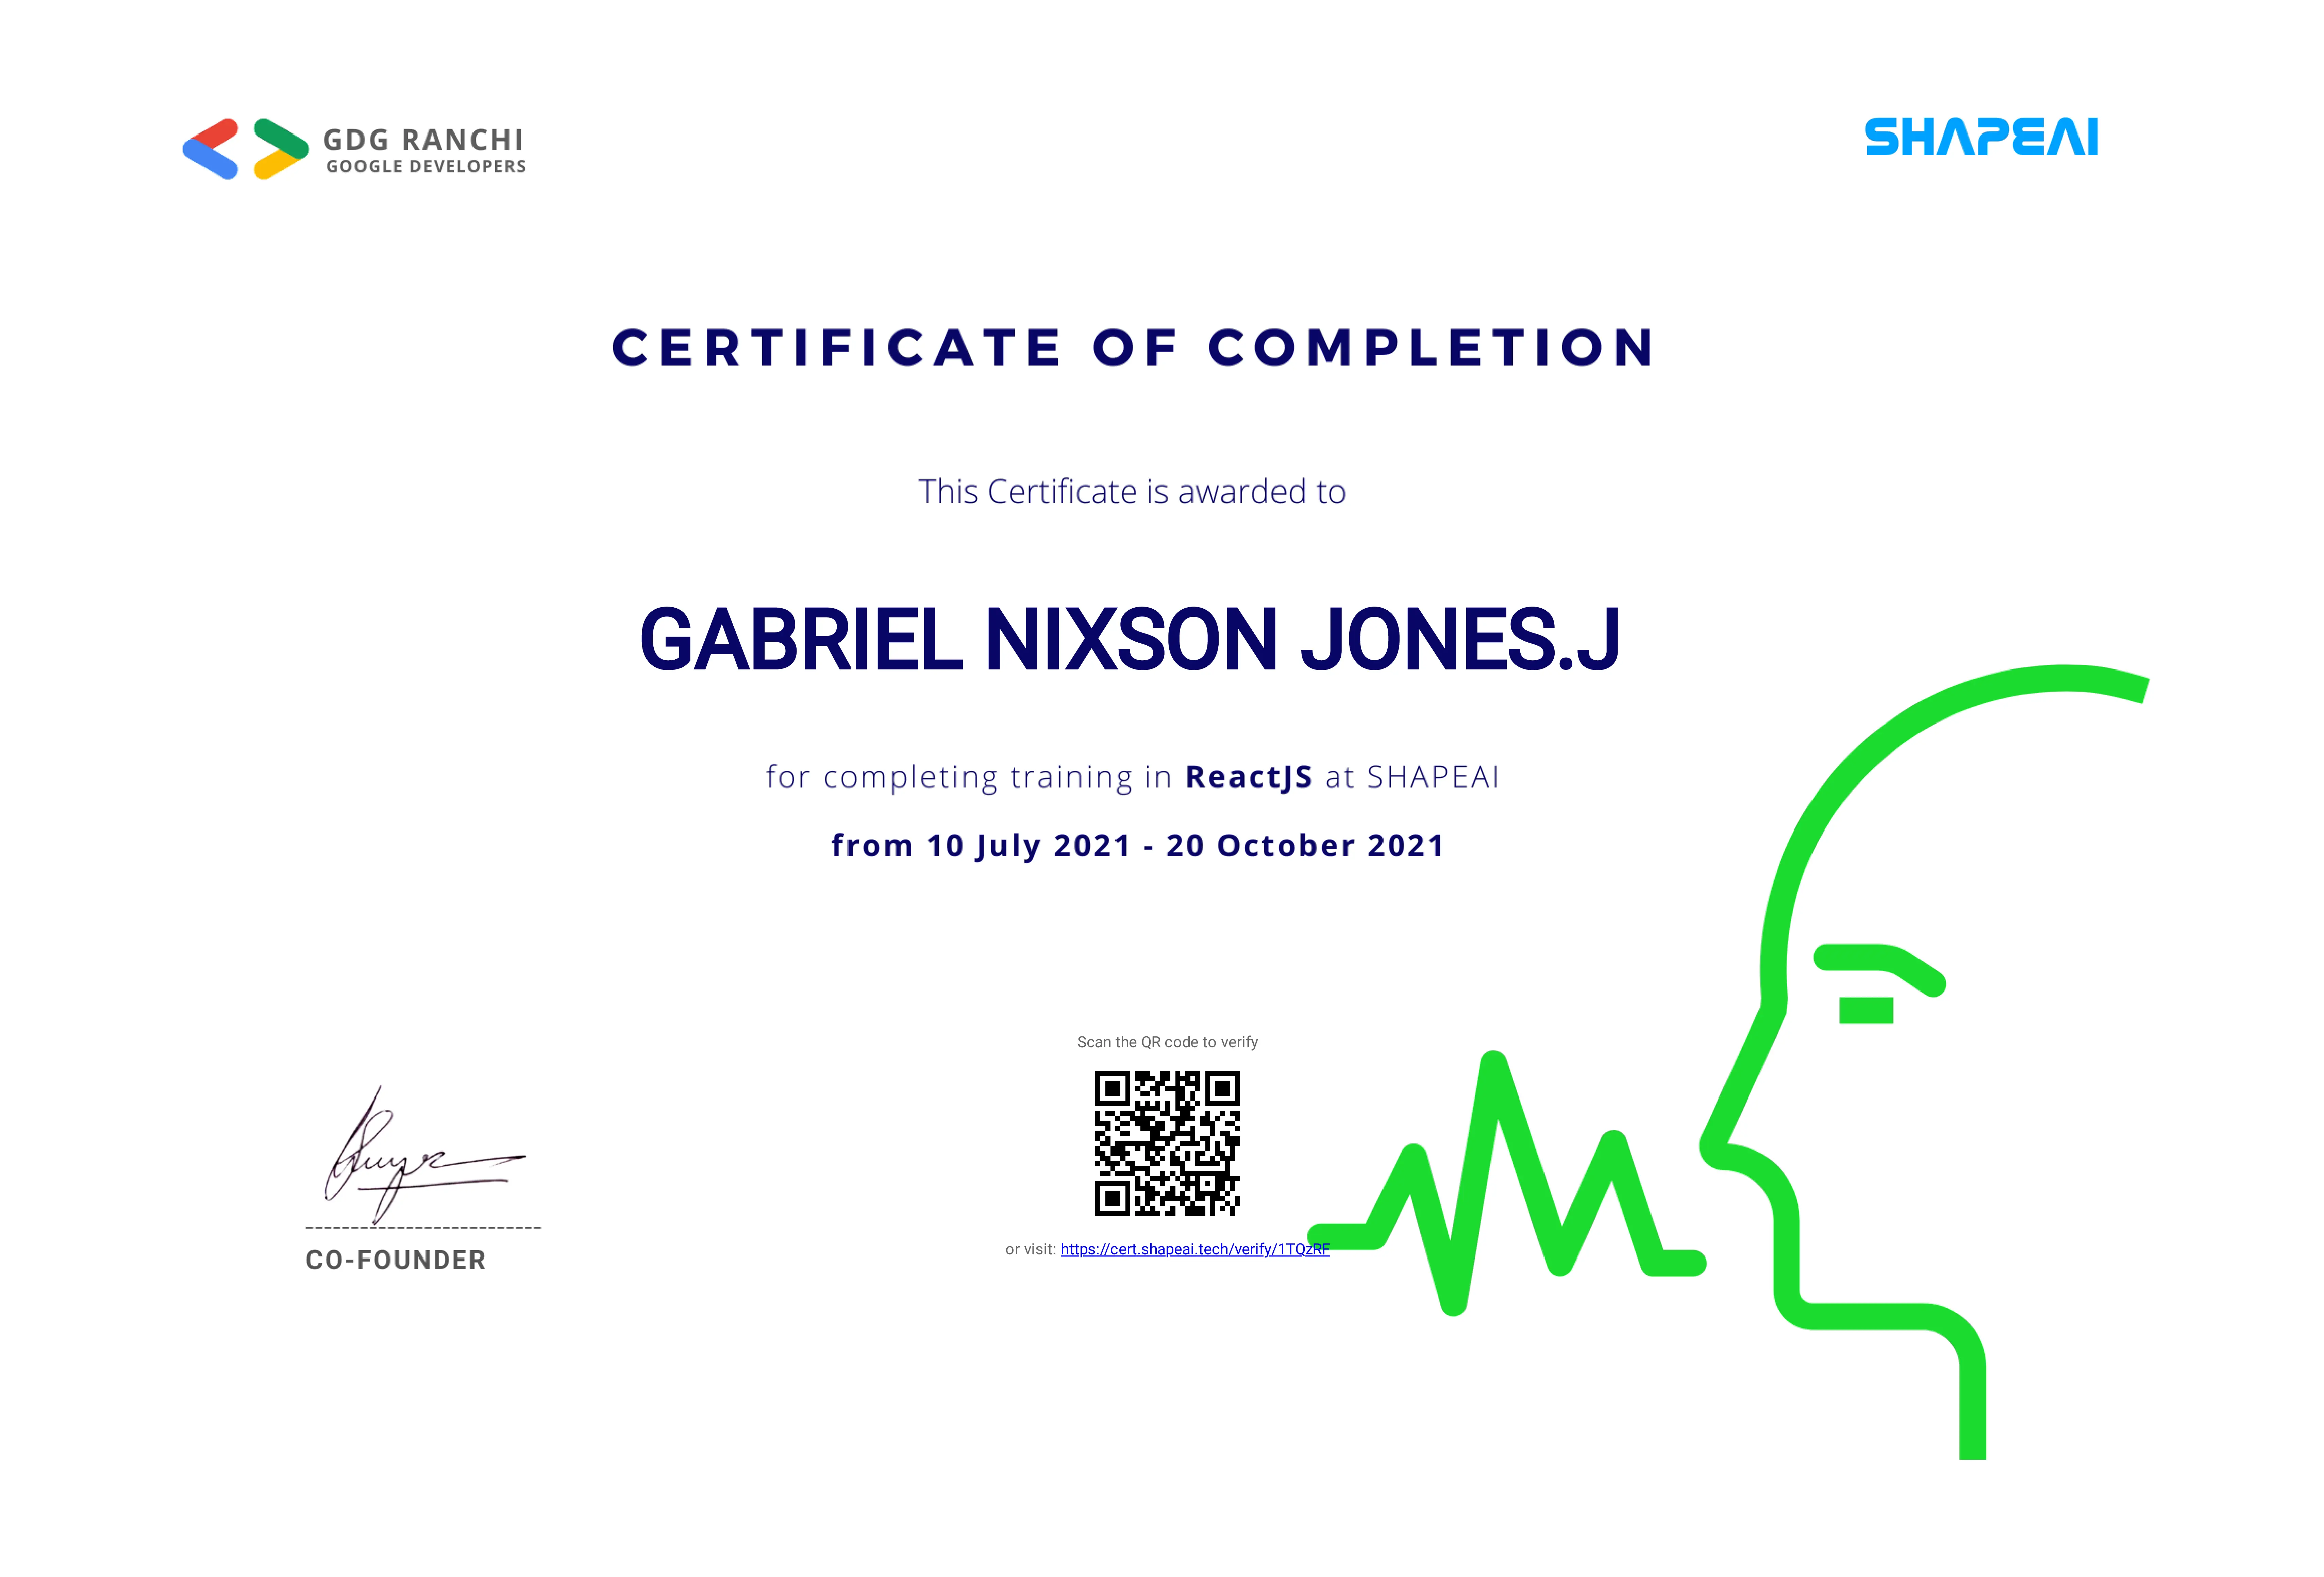 GDG RANCHI
GOOGLE DEVELOPERS
SHAPEAI
CERTIFICATE OF COMPLETION
This Certificate is awarded to
GABRIEL NIXSON JONES.J
for completing training in ReactJS at SHAPEAI
from 10 July 2021 - 20 October 2021
Scan the QR code to verify
or visit: https://cert.shapeai.tech/verify/1TQzRF
CO-FOUNDER